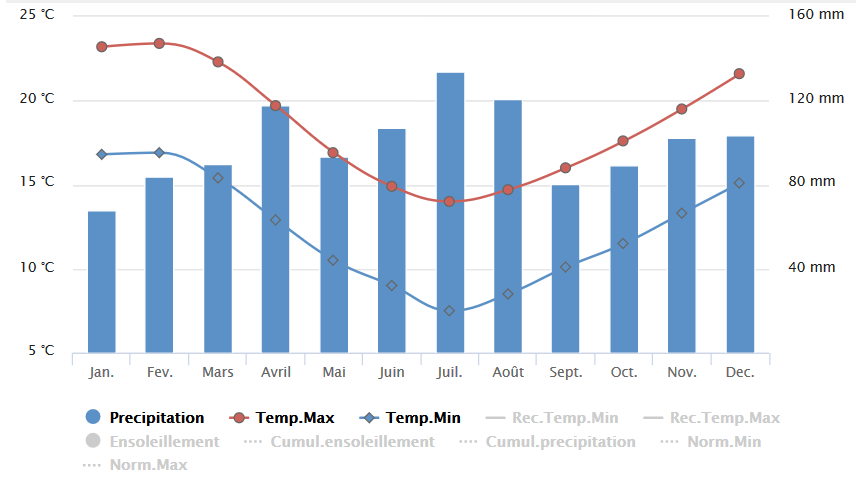 25 °C
160 mm
20 °C
120 mm
15 °C
80 mm
10 °C
40 mm
5 °C
Jan. Fev. Mars Avril Mai Juin Juil. Août Sept. Oct. Nov. Dec.
Precipitation Temp.Max Temp.Min Rec.Temp.Min Rec.Temp.Max
Ensoleillement Cumul.ensoleillement Cumul.precipitation Norm.Min
Norm.Max